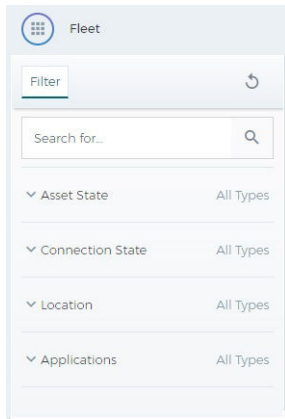 Fleet
Filter
Search for...
Asset State All Types
Connection State All Types
Location All Types
Applications All Types